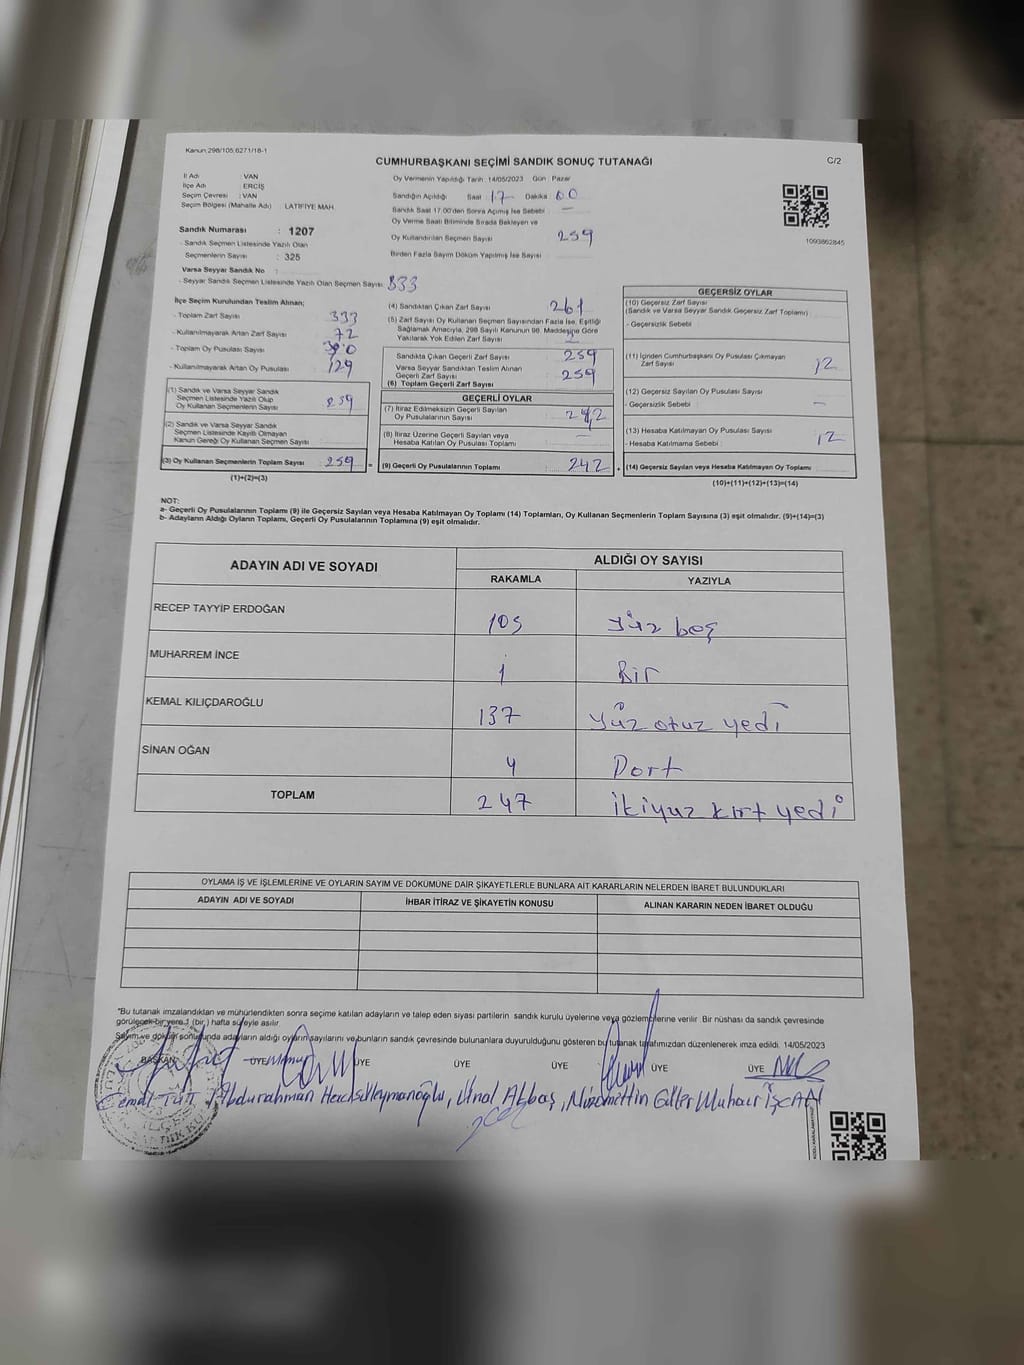 Kanun,298/105,6271/18-1
CUMHURBAŞKANI SEÇİMİ SANDIK SONUÇ TUTANAĞI
C/2
İl Adı : VAN
İlçe Adı : ERCİŞ
Seçim Çevresi : VAN
Seçim Bölgesi (Mahalle Adı) : LATİFİYE MAH.
Sandık Numarası : 1207
- Sandık Seçmen Listesinde Yazılı Olan
Seçmenlerin Sayısı : 325
Varsa Seyyar Sandık No :
- Seyyar Sandık Seçmen Listesinde Yazılı Olan Seçmen Sayısı : 333
Oy Vermenin Yapıldığı Tarih : 14/05/2023 Gün : Pazar
Sandığın Açıldığı Saat 17 Dakika 00
Sandık Saat 17.00'den Sonra Açılmış İse Sebebi : —
Oy Verme Saati Bitiminde Sırada Bekleyen ve
Oy Kullandırılan Seçmen Sayısı 259
Birden Fazla Sayım Döküm Yapılmış İse Sayısı
1093862845
İlçe Seçim Kurulundan Teslim Alınan;
- Toplam Zarf Sayısı 333
- Kullanılmayarak Artan Zarf Sayısı 72
- Toplam Oy Pusulası Sayısı
- Kullanılmayarak Artan Oy Pusulası 129
(1) Sandık ve Varsa Seyyar Sandık
Seçmen Listesinde Yazılı Olup
Oy Kullanan Seçmenlerin Sayısı 259
(2) Sandık ve Varsa Seyyar Sandık
Seçmen Listesinde Kayıtlı Olmayan
Kanun Gereği Oy Kullanan Seçmenlerin Sayısı
(3) Oy Kullanan Seçmenlerin Toplam Sayısı 259
(1)+(2)=(3)
(4) Sandıktan Çıkan Zarf Sayısı 261
(5) Zarf Sayısı Oy Kullanan Seçmen Sayısından Fazla İse, Eşitliği
Sağlamak Amacıyla, 298 Sayılı Kanunun 98. Maddesine Göre
Yakılarak Yok Edilen Zarf Sayısı 2
Sandıkta Çıkan Geçerli Zarf Sayısı 259
Varsa Seyyar Sandıktan Teslim Alınan
Geçerli Zarf Sayısı 259
(6) Toplam Geçerli Zarf Sayısı
GEÇERLİ OYLAR
(7) İtiraz Edilmeksizin Geçerli Sayılan
Oy Pusulalarının Sayısı 242
(8) İtiraz Üzerine Geçerli Sayılan veya
Hesaba Katılan Oy Pusulası Toplamı —
(9) Geçerli Oy Pusulalarının Toplamı 242
GEÇERSİZ OYLAR
(10) Geçersiz Zarf Sayısı
(Sandık ve Varsa Seyyar Sandık Geçersiz Zarf Toplamı)
- Geçersizlik Sebebi
(11) İçinden Cumhurbaşkanı Oy Pusulası Çıkmayan
Zarf Sayısı 12
(12) Geçersiz Sayılan Oy Pusulası Sayısı
- Geçersizlik Sebebi —
(13) Hesaba Katılmayan Oy Pusulası Sayısı
- Hesaba Katılmama Sebebi 12
(14) Geçersiz Sayılan veya Hesaba Katılmayan Oy Toplamı
(10)+(11)+(12)+(13)=(14)
NOT:
a- Geçerli Oy Pusulalarının Toplamı (9) ile Geçersiz Sayılan veya Hesaba Katılmayan Oy Toplamı (14) Toplamları, Oy Kullanan Seçmenlerin Toplam Sayısına (3) eşit olmalıdır. (9)+(14)=(3)
b- Adayların Aldığı Oyların Toplamı, Geçerli Oy Pusulalarının Toplamına (9) eşit olmalıdır.
ADAYIN ADI VE SOYADI
ALDIĞI OY SAYISI
RAKAMLA YAZIYLA
RECEP TAYYİP ERDOĞAN 105 yüz beş
MUHARREM İNCE 1 Bir
KEMAL KILIÇDAROĞLU 137 yüz otuz yedi
SİNAN OĞAN 4 Dört
TOPLAM 247 ikiyüz kırt yedi
OYLAMA İŞ VE İŞLEMLERİNE VE OYLARIN SAYIM VE DÖKÜMÜNE DAİR ŞİKAYETLERLE BUNLARA AİT KARARLARIN NELERDEN İBARET BULUNDUKLARI
ADAYIN ADI VE SOYADI İHBAR İTİRAZ VE ŞİKAYETİN KONUSU ALINAN KARARIN NEDEN İBARET OLDUĞU
*Bu tutanak imzalandıktan ve mühürlendikten sonra seçime katılan adayların ve talep eden siyasi partilerin sandık kurulu üyelerine veya gözlemcilerine verilir. Bir nüshası da sandık çevresinde
görülecek bir yere 1 (bir) hafta süreyle asılır.
Sayım ve döküm sonucunda adayların aldığı oyların sayılarını ve bunların sandık çevresinde bulunanlara duyurulduğunu gösteren bu tutanak tarafımızdan düzenlenerek imza edildi. 14/05/2023
BAŞKAN ÜYE ÜYE ÜYE ÜYE ÜYE ÜYE
Cemal Abdurahman Ünal Akbaş, Nizamettin Güller